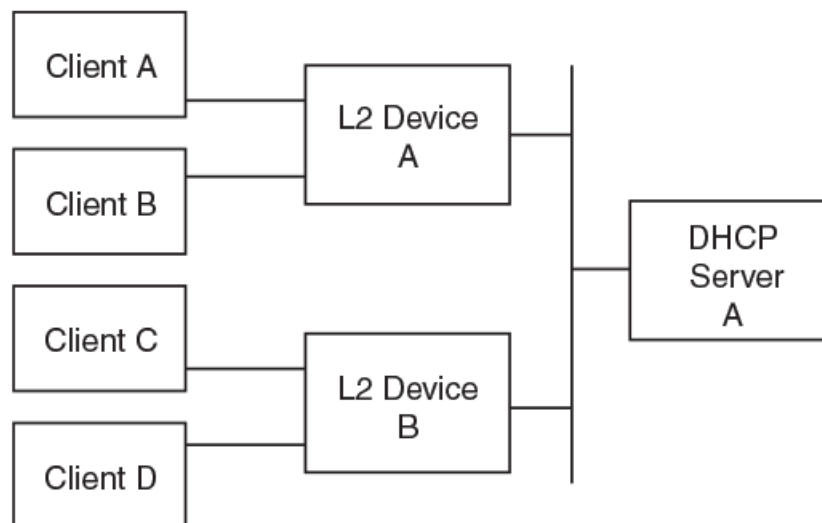 Client A
Client B
Client C
Client D
L2 Device
A
L2 Device
B
DHCP
Server
A